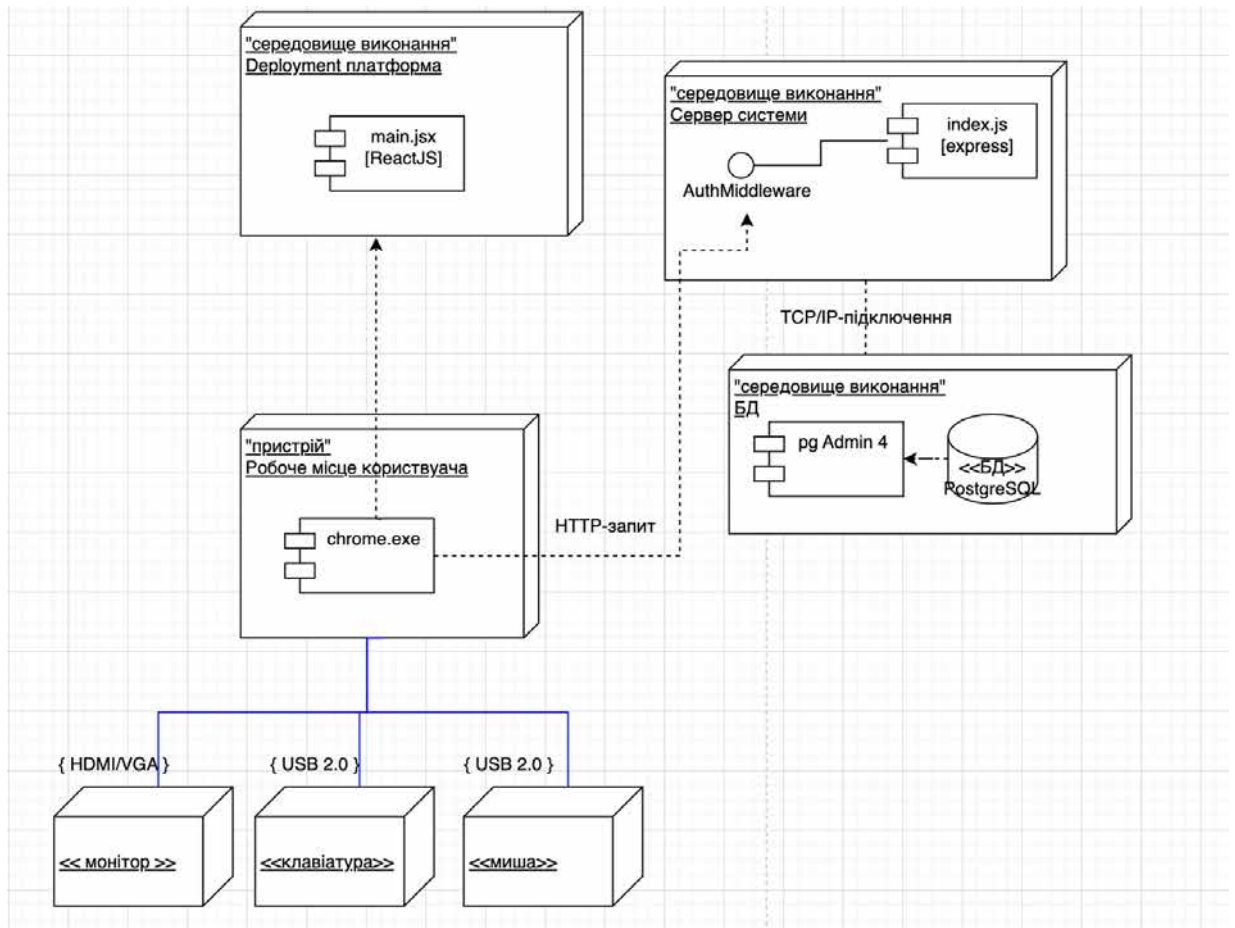 "середовище виконання"
Deployment платформа
main.jsx
[ReactJS]
"середовище виконання"
Сервер системи
index.js
[express]
AuthMiddleware
TCP/IP-підключення
"середовище виконання"
БД
pg Admin 4
<<БД>>
PostgreSQL
"пристрій"
Робоче місце користувача
chrome.exe
HTTP-запит
{ HDMI/VGA }
{ USB 2.0 }
{ USB 2.0 }
<< монітор >>
<<клавіатура>>
<<миша>>